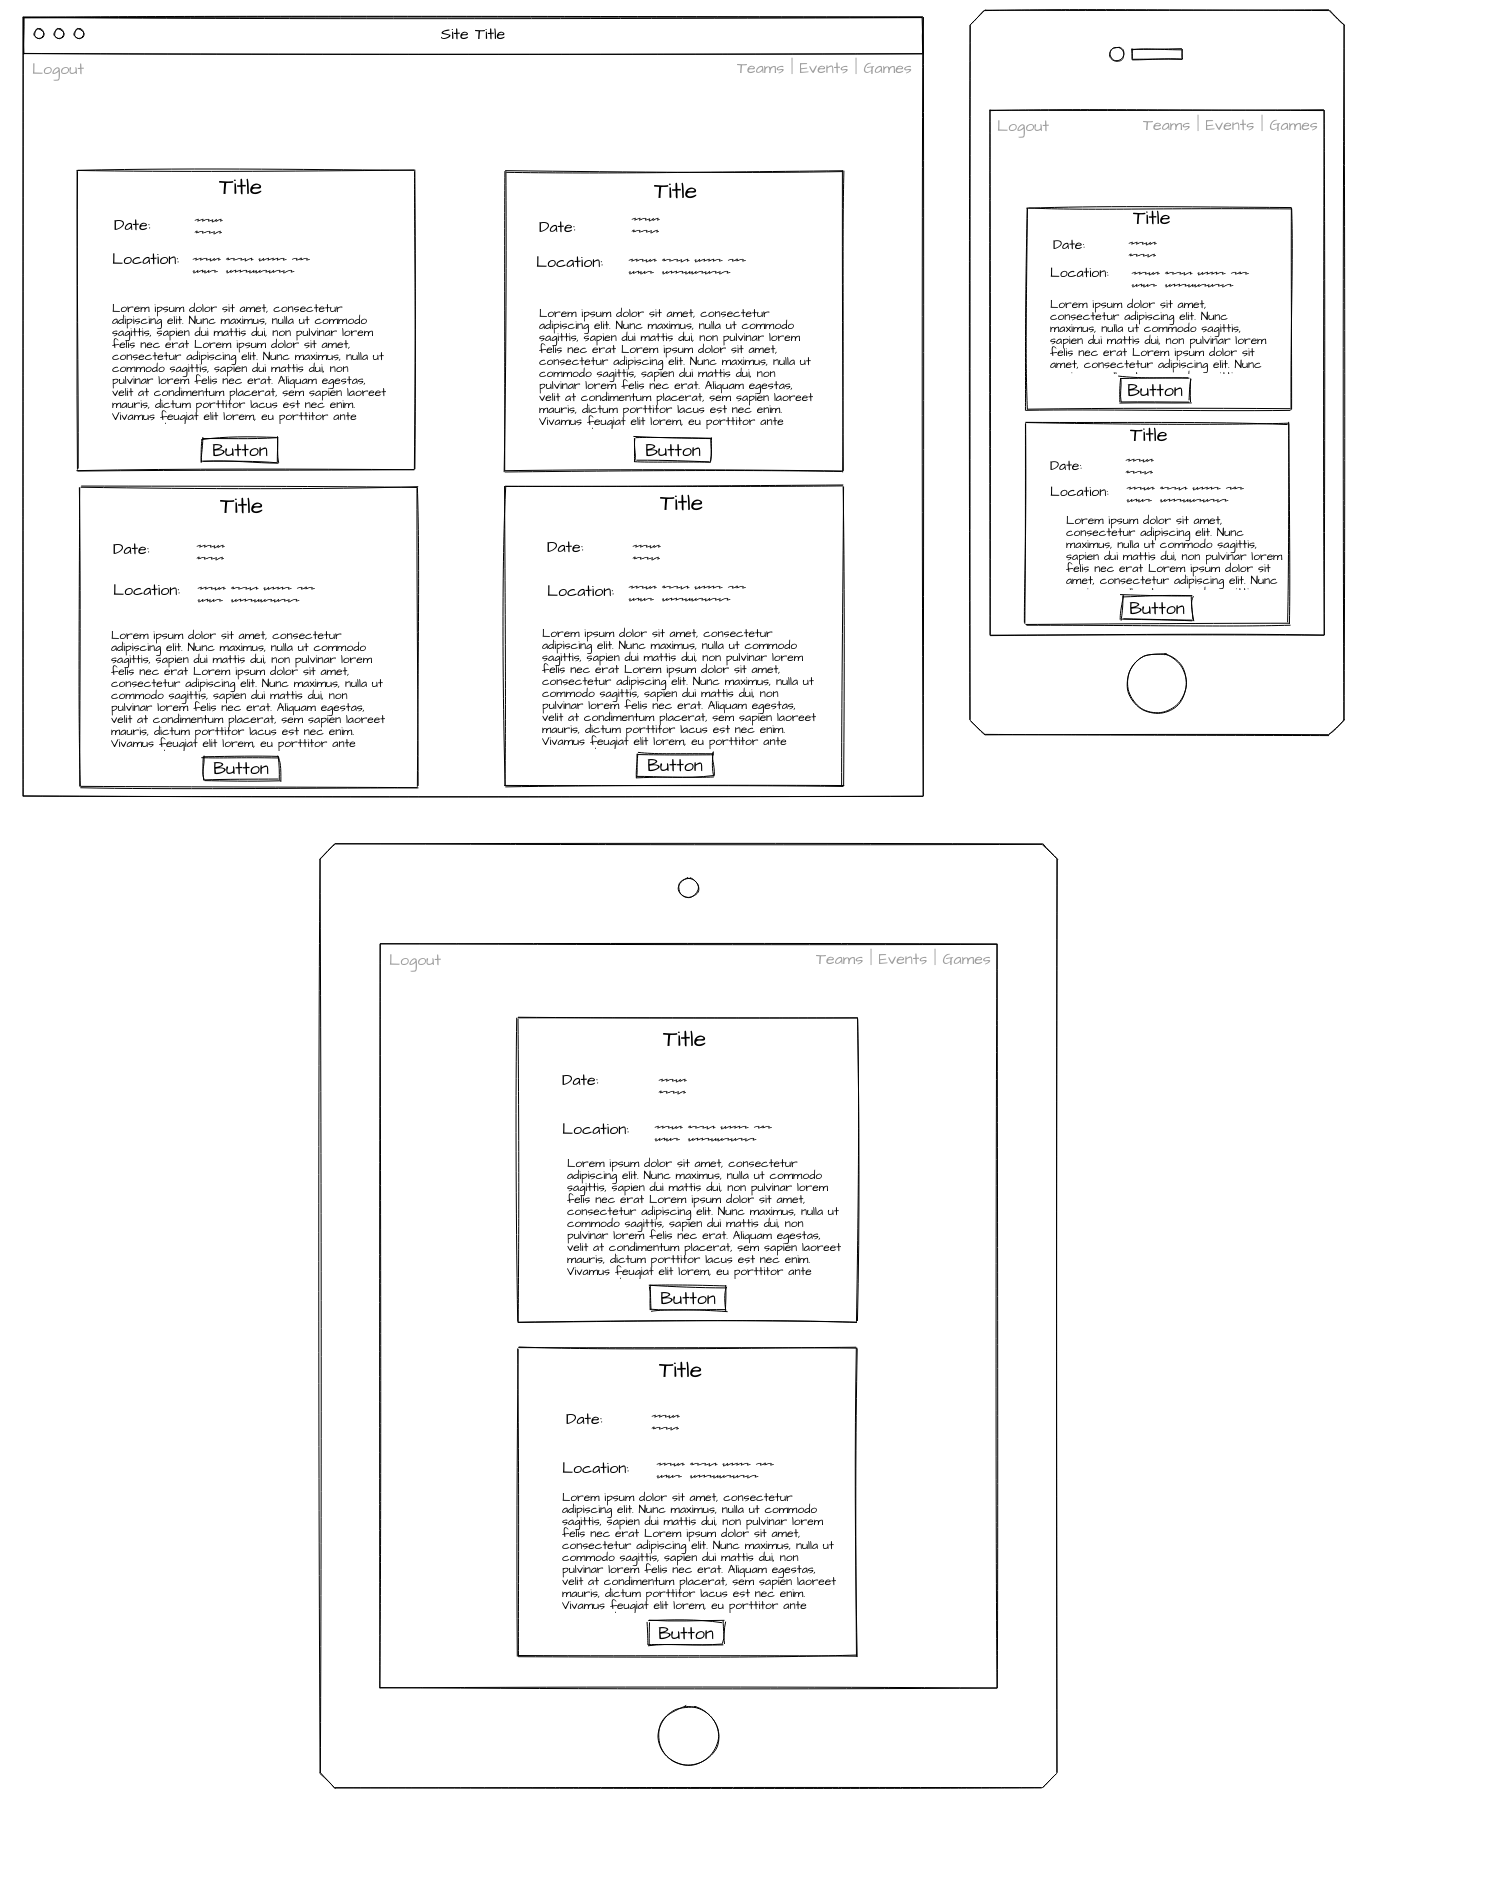 Site Title
Logout
Teams | Events | Games
Title
Date:
Location:
Lorem ipsum dolor sit amet, consectetur
adipiscing elit. Nunc maximus, nulla ut commodo
sagittis, sapien dui mattis dui, non pulvinar lorem
felis nec erat Lorem ipsum dolor sit amet,
consectetur adipiscing elit. Nunc maximus, nulla ut
commodo sagittis, sapien dui mattis dui, non
pulvinar lorem felis nec erat. Aliquam egestas,
velit at condimentum placerat, sem sapien laoreet
mauris, dictum porttitor lacus est nec enim.
Vivamus feugiat elit lorem, eu porttitor ante
Button
Title
Date:
Location:
Lorem ipsum dolor sit amet, consectetur
adipiscing elit. Nunc maximus, nulla ut commodo
sagittis, sapien dui mattis dui, non pulvinar lorem
felis nec erat Lorem ipsum dolor sit amet,
consectetur adipiscing elit. Nunc maximus, nulla ut
commodo sagittis, sapien dui mattis dui, non
pulvinar lorem felis nec erat. Aliquam egestas,
velit at condimentum placerat, sem sapien laoreet
mauris, dictum porttitor lacus est nec enim.
Vivamus feugiat elit lorem, eu porttitor ante
Button
Title
Date:
Location:
Lorem ipsum dolor sit amet, consectetur
adipiscing elit. Nunc maximus, nulla ut commodo
sagittis, sapien dui mattis dui, non pulvinar lorem
felis nec erat Lorem ipsum dolor sit amet,
consectetur adipiscing elit. Nunc maximus, nulla ut
commodo sagittis, sapien dui mattis dui, non
pulvinar lorem felis nec erat. Aliquam egestas,
velit at condimentum placerat, sem sapien laoreet
mauris, dictum porttitor lacus est nec enim.
Vivamus feugiat elit lorem, eu porttitor ante
Button
Title
Date:
Location:
Lorem ipsum dolor sit amet, consectetur
adipiscing elit. Nunc maximus, nulla ut commodo
sagittis, sapien dui mattis dui, non pulvinar lorem
felis nec erat Lorem ipsum dolor sit amet,
consectetur adipiscing elit. Nunc maximus, nulla ut
commodo sagittis, sapien dui mattis dui, non
pulvinar lorem felis nec erat. Aliquam egestas,
velit at condimentum placerat, sem sapien laoreet
mauris, dictum porttitor lacus est nec enim.
Vivamus feugiat elit lorem, eu porttitor ante
Button
Logout
Teams | Events | Games
Title
Date:
Location:
Lorem ipsum dolor sit amet,
consectetur adipiscing elit. Nunc
maximus, nulla ut commodo sagittis,
sapien dui mattis dui, non pulvinar lorem
felis nec erat Lorem ipsum dolor sit
amet, consectetur adipiscing elit. Nunc
Button
Title
Date:
Location:
Lorem ipsum dolor sit amet,
consectetur adipiscing elit. Nunc
maximus, nulla ut commodo sagittis,
sapien dui mattis dui, non pulvinar lorem
felis nec erat Lorem ipsum dolor sit
amet, consectetur adipiscing elit. Nunc
Button
Logout
Teams | Events | Games
Title
Date:
Location:
Lorem ipsum dolor sit amet, consectetur
adipiscing elit. Nunc maximus, nulla ut commodo
sagittis, sapien dui mattis dui, non pulvinar lorem
felis nec erat Lorem ipsum dolor sit amet,
consectetur adipiscing elit. Nunc maximus, nulla ut
commodo sagittis, sapien dui mattis dui, non
pulvinar lorem felis nec erat. Aliquam egestas,
velit at condimentum placerat, sem sapien laoreet
mauris, dictum porttitor lacus est nec enim.
Vivamus feugiat elit lorem, eu porttitor ante
Button
Title
Date:
Location:
Lorem ipsum dolor sit amet, consectetur
adipiscing elit. Nunc maximus, nulla ut commodo
sagittis, sapien dui mattis dui, non pulvinar lorem
felis nec erat Lorem ipsum dolor sit amet,
consectetur adipiscing elit. Nunc maximus, nulla ut
commodo sagittis, sapien dui mattis dui, non
pulvinar lorem felis nec erat. Aliquam egestas,
velit at condimentum placerat, sem sapien laoreet
mauris, dictum porttitor lacus est nec enim.
Vivamus feugiat elit lorem, eu porttitor ante
Button